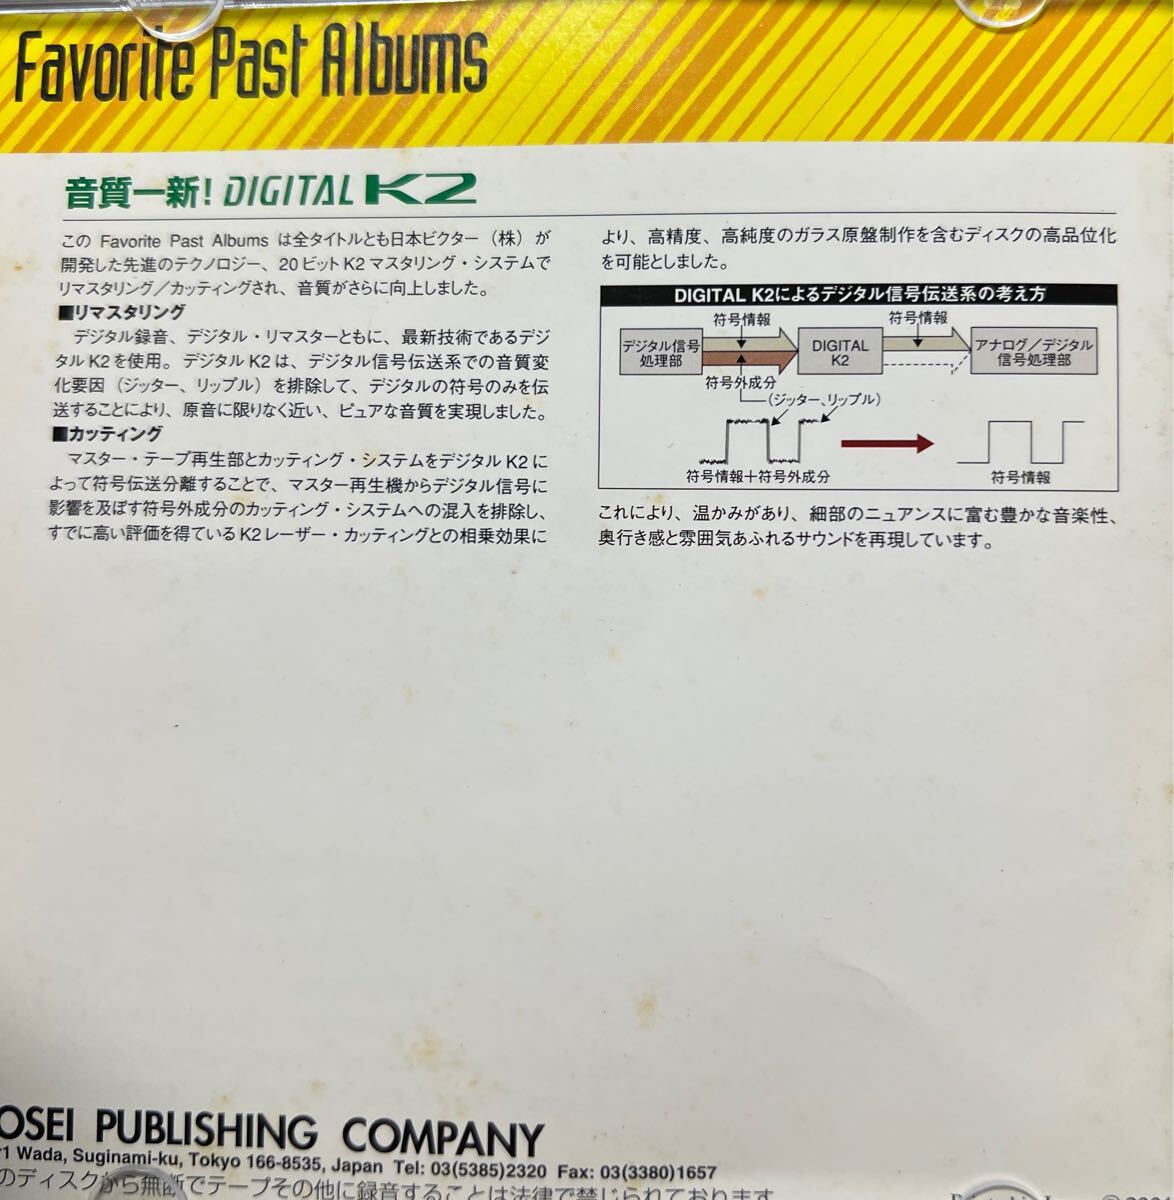 Favorite Past Albums
音質一新! DIGITAL K2
この Favorite Past Albums は全タイトルとも日本ビクター（株）が
開発した先進のテクノロジー、20ビットK2マスタリング・システムで
リマスタリング／カッティングされ、音質がさらに向上しました。
■リマスタリング
デジタル録音、デジタル・リマスターともに、最新技術であるデジ
タルK2を使用。デジタルK2は、デジタル信号伝送系での音質変
化要因（ジッター、リップル）を排除して、デジタルの符号のみを伝
送することにより、原音に限りなく近い、ピュアな音質を実現しました。
■カッティング
マスター・テープ再生部とカッティング・システムをデジタルK2に
よって符号伝送分離することで、マスター再生機からデジタル信号に
影響を及ぼす符号外成分のカッティング・システムへの混入を排除し、
すでに高い評価を得ているK2レーザー・カッティングとの相乗効果に
より、高精度、高純度のガラス原盤制作を含むディスクの高品位化
を可能としました。
DIGITAL K2によるデジタル信号伝送系の考え方
符号情報
符号情報
デジタル信号
処理部
DIGITAL
K2
アナログ／デジタル
信号処理部
符号外成分
（ジッター、リップル）
符号情報＋符号外成分
符号情報
これにより、温かみがあり、細部のニュアンスに富む豊かな音楽性、
奥行き感と雰囲気あふれるサウンドを再現しています。
OSEI PUBLISHING COMPANY
1 Wada, Suginami-ku, Tokyo 166-8535, Japan Tel: 03(5385)2320 Fax: 03(3380)1657
のディスクから無断でテープその他に録音することは法律で禁じられております